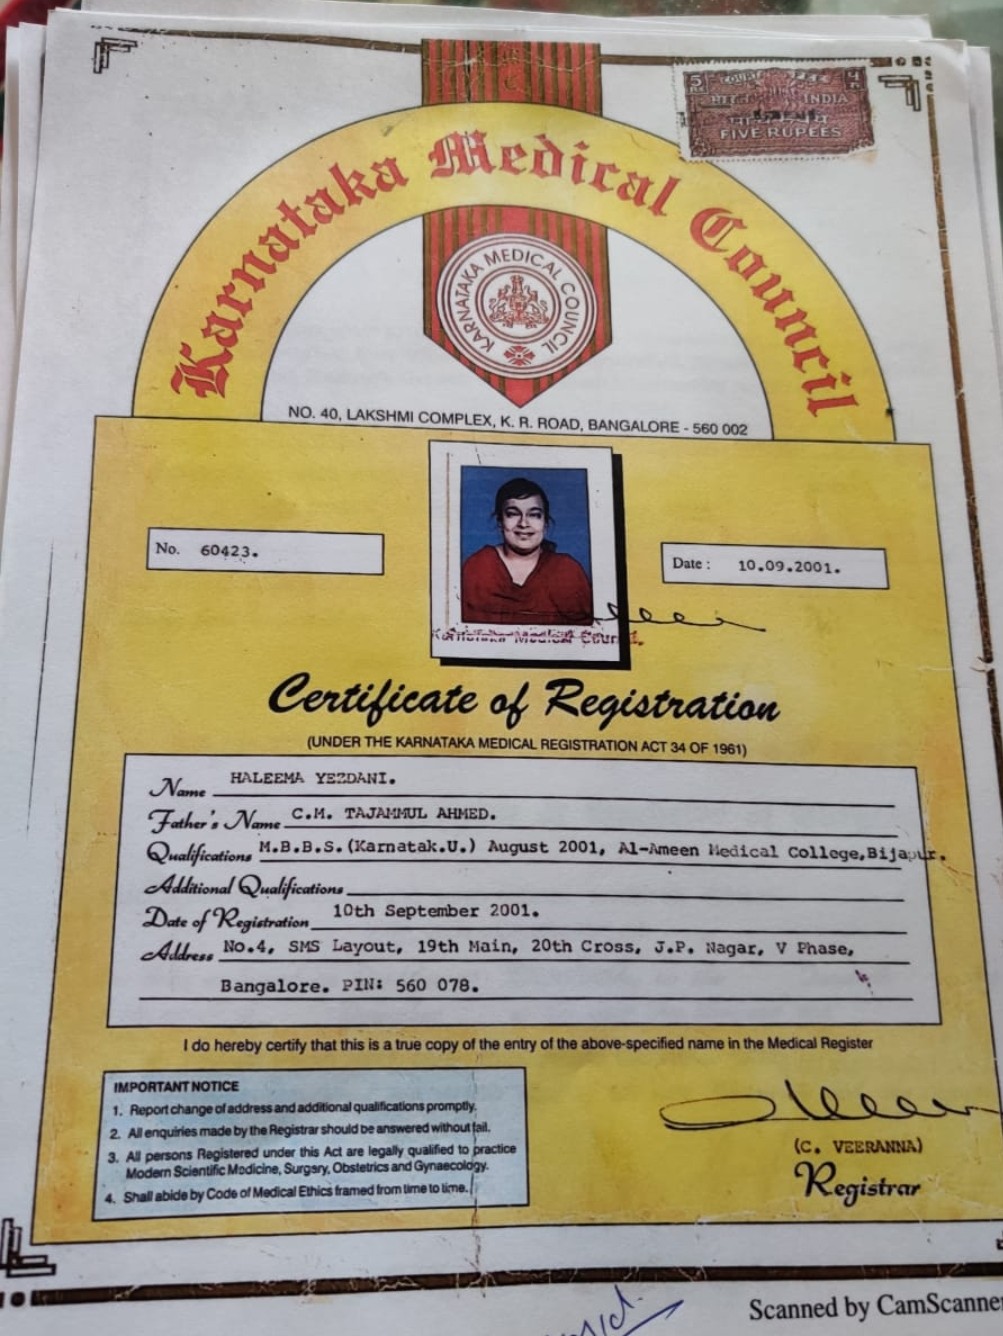 Karnataka Medical Council
5 COURT FEE
INDIA
FIVE RUPEES
KARNATAKA MEDICAL COUNCIL
NO. 40, LAKSHMI COMPLEX, K. R. ROAD, BANGALORE - 560 002
No. 60423.
Date : 10.09.2001.
Karnataka Medical Council.
Certificate of Registration
(UNDER THE KARNATAKA MEDICAL REGISTRATION ACT 34 OF 1961)
Name HALEEMA YEZDANI.
Father's Name C.M. TAJAMMUL AHMED.
Qualifications M.B.B.S.(Karnatak.U.) August 2001, Al-Ameen Medical College,Bijapur.
Additional Qualifications
Date of Registration 10th September 2001.
Address No.4, SMS Layout, 19th Main, 20th Cross, J.P. Nagar, V Phase,
Bangalore. PIN: 560 078.
I do hereby certify that this is a true copy of the entry of the above-specified name in the Medical Register
IMPORTANT NOTICE
1. Report change of address and additional qualifications promptly.
2. All enquiries made by the Registrar should be answered without fail.
3. All persons Registered under this Act are legally qualified to practice
Modern Scientific Medicine, Surgery, Obstetrics and Gynaecology.
4. Shall abide by Code of Medical Ethics framed from time to time.
(C. VEERANNA)
Registrar
Scanned by CamScanner